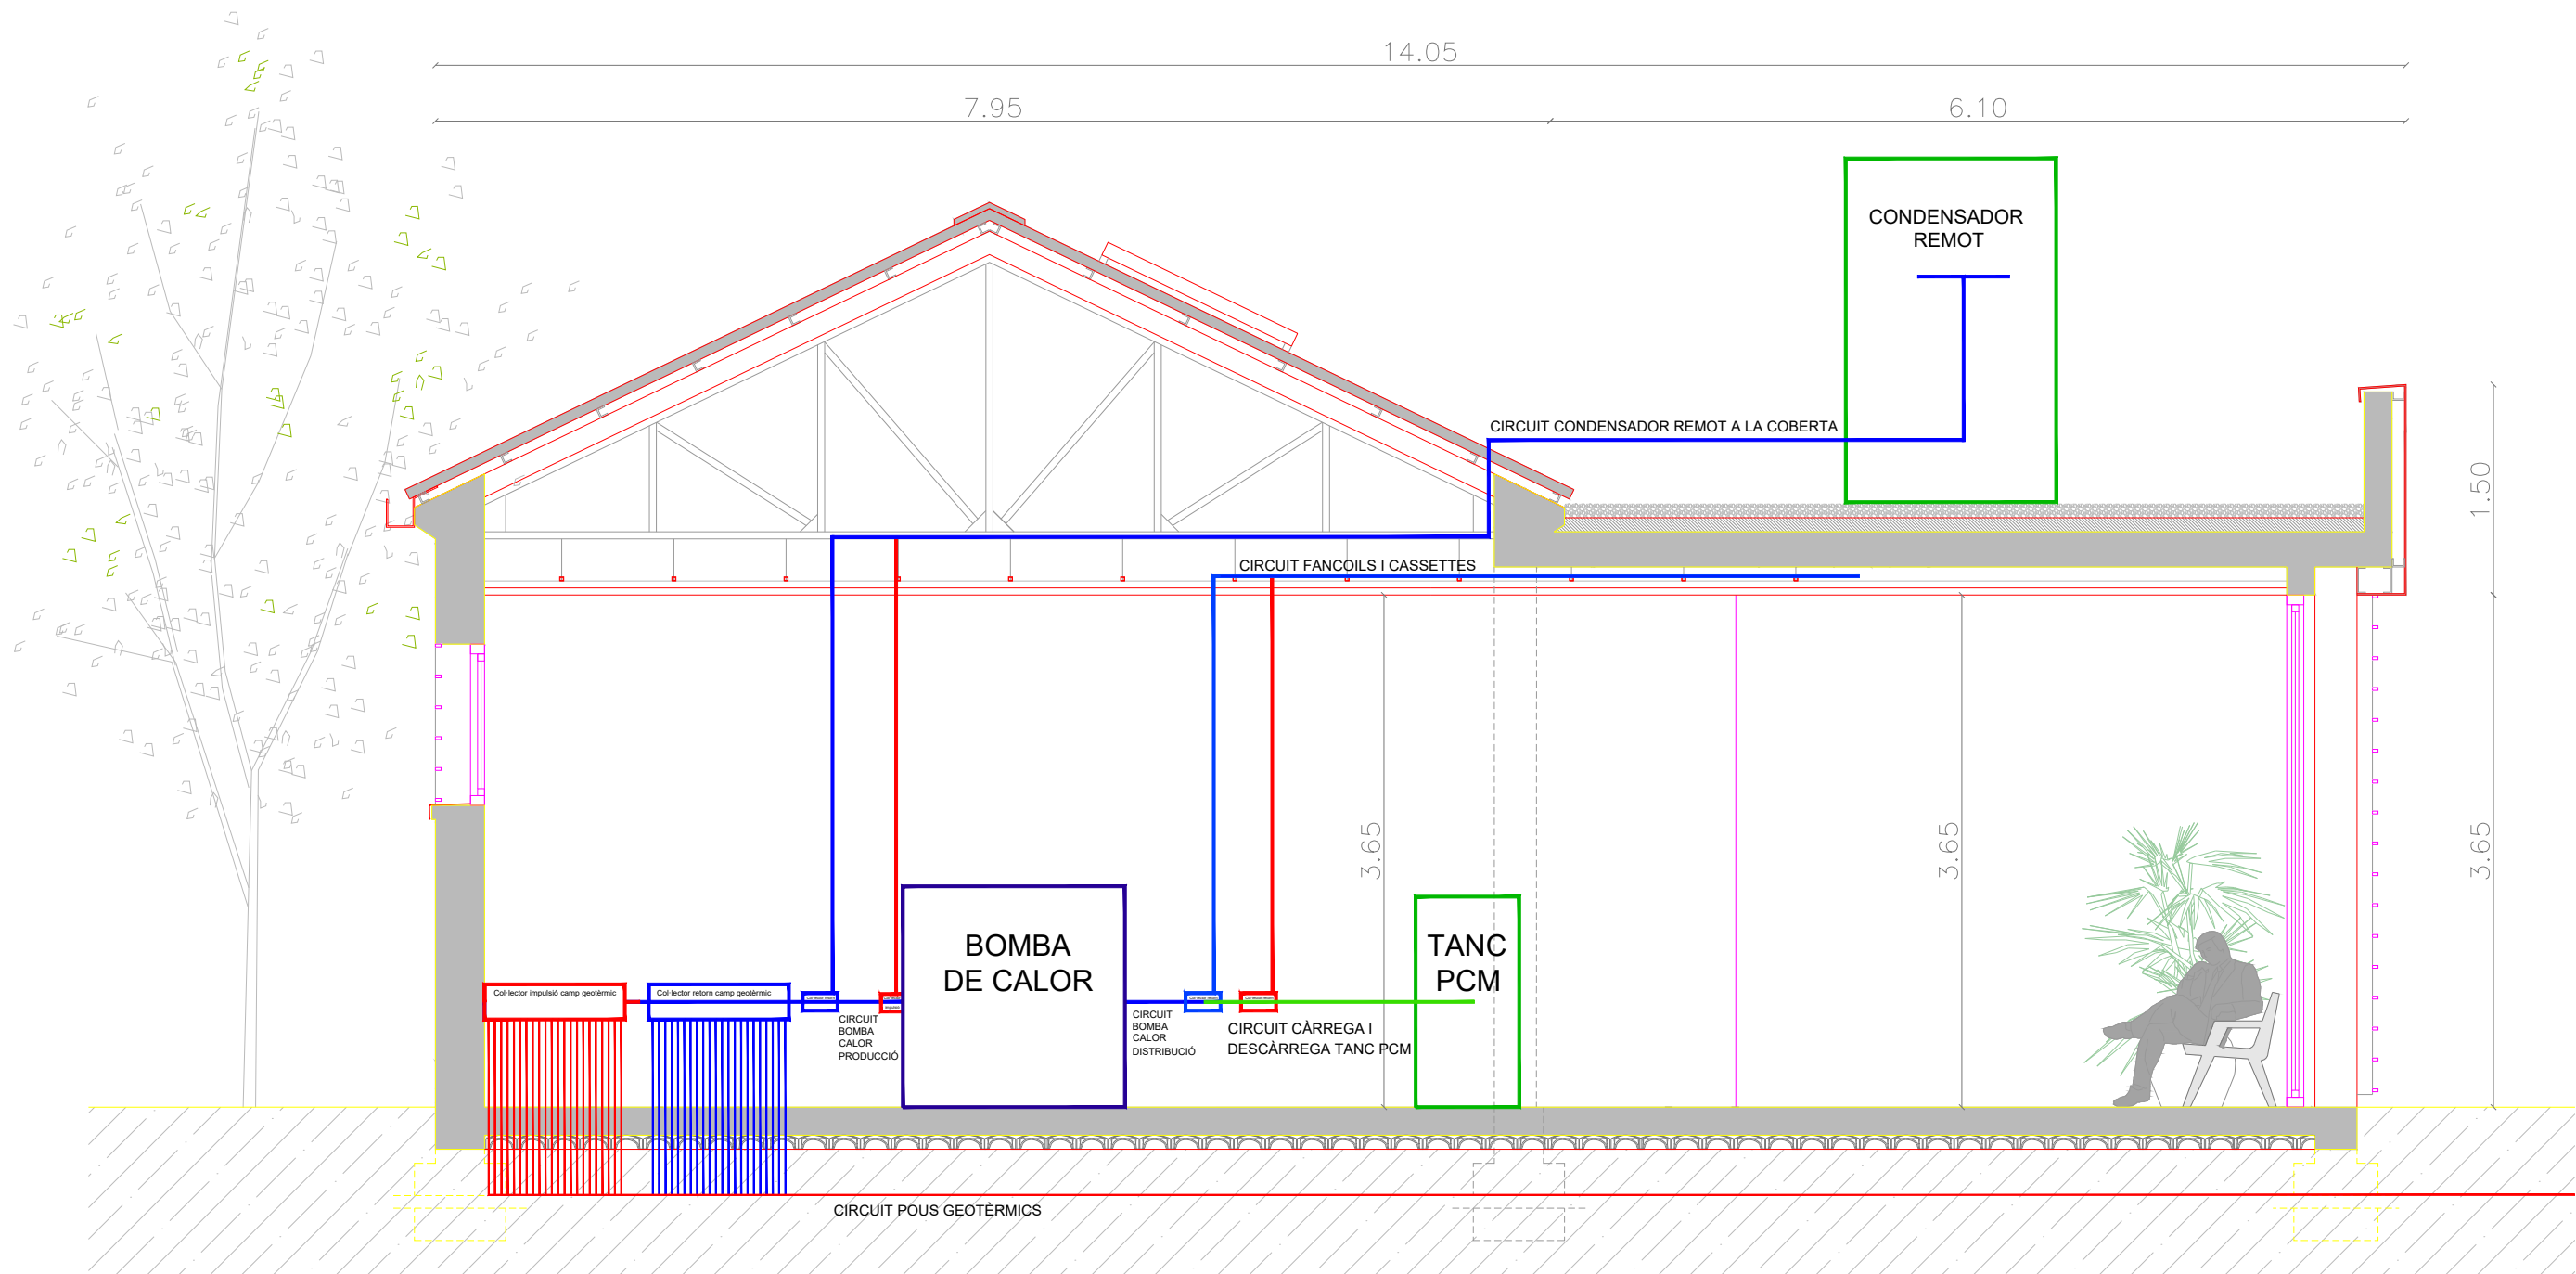 14.05
7.95
6.10
CONDENSADOR
REMOT
CIRCUIT CONDENSADOR REMOT A LA COBERTA
1.50
CIRCUIT FANCOILS I CASSETTES
3.65
3.65
3.65
BOMBA
DE CALOR
TANC
PCM
Col·lector impulsió camp geotèrmic
Col·lector retorn camp geotèrmic
CIRCUIT
BOMBA
CALOR
PRODUCCIÓ
CIRCUIT
BOMBA
CALOR
DISTRIBUCIÓ
CIRCUIT CÀRREGA I
DESCÀRREGA TANC PCM
CIRCUIT POUS GEOTÈRMICS